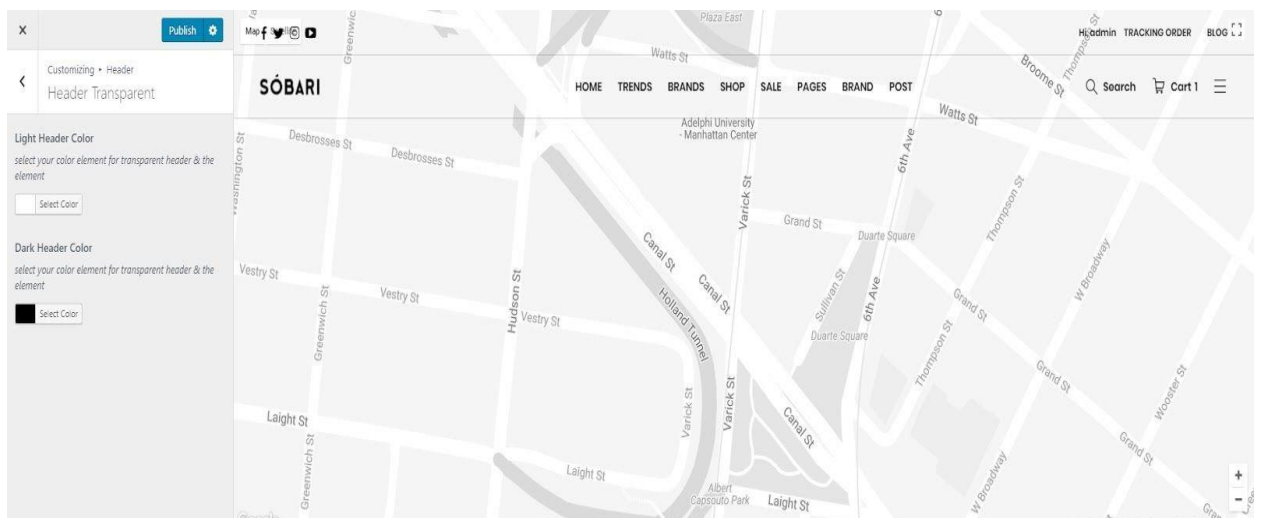 Publish
Customizing • Header
Header Transparent
Light Header Color
select your color element for transparent header & the
element
Select Color
Dark Header Color
select your color element for transparent header & the
element
Select Color
Map
Hi, admin TRACKING ORDER BLOG
SÓBARI
HOME TRENDS BRANDS SHOP SALE PAGES BRAND POST
Search Cart 1
Plaza East
Greenwich
Watts St
Broome St
Thompson St
Watts St
Adelphi University
- Manhattan Center
Desbrosses St
Desbrosses St
Washington St
6th Ave
Varick St
Thompson St
Grand St
Duarte Square
Canal St
Canal St
W Broadway
Vestry St
Vestry St
Vestry St
Hudson St
Greenwich St
Holland Tunnel
Sullivan St
6th Ave
Duarte Square
Grand St
Thompson St
Grand St
Wooster St
Varick St
Varick St
Canal St
Laight St
Greenwich St
Laight St
Grand St
W Broadway
Albert
Capsouto Park
Laight St